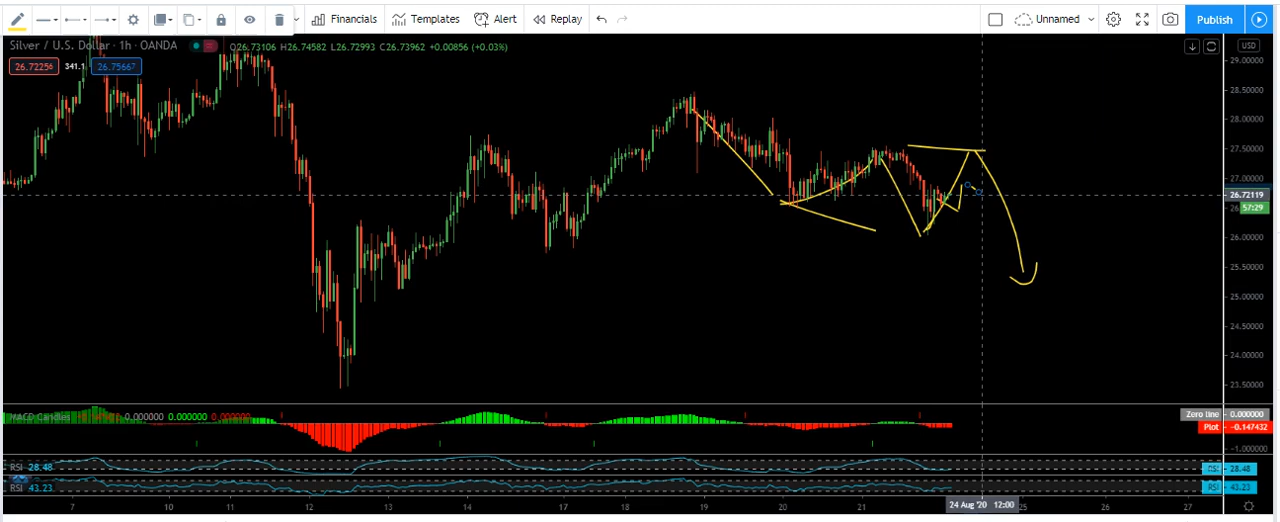 Financials Templates Alert Replay Unnamed Publish
Silver / U.S. Dollar · 1h · OANDA O26.73106 H26.74582 L26.72993 C26.73962 +0.00856 (+0.03%)
USD
26.72256 341.1 26.75667
29.00000
28.50000
28.00000
27.50000
27.00000
26.72119
57:29
26.00000
25.50000
25.00000
24.50000
24.00000
23.50000
MACD Candles 0.000000 0.000000
Zero line 0.000000
Plot -0.147432
-1.000000
RSI 28.48
RSI 28.48
RSI 43.23
RSI 43.23
7 10 11 12 13 14 17 18 19 20 21 24 Aug '20 12:00 25 26 27